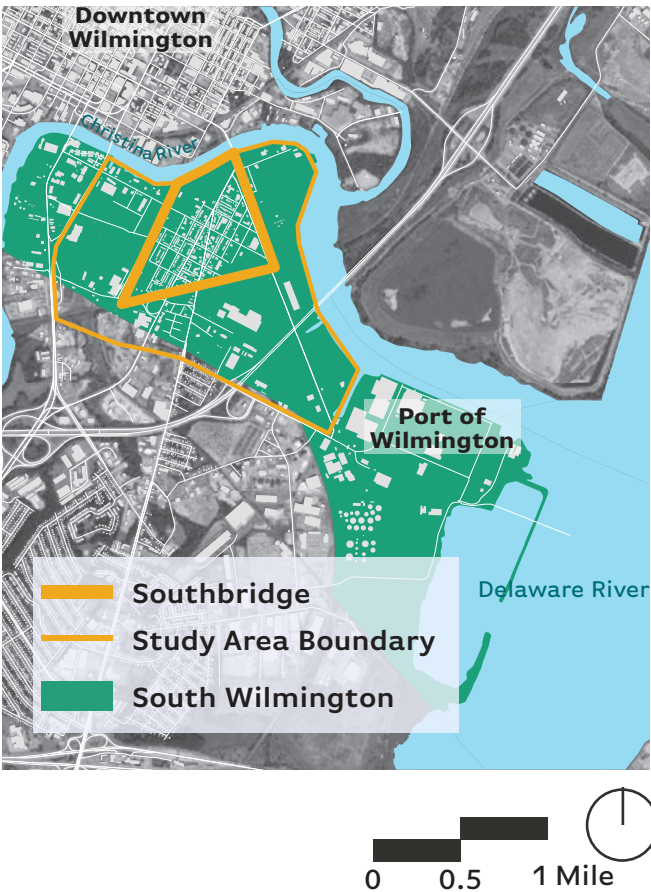 Downtown
Wilmington
Christina River
Port of
Wilmington
Delaware River
Southbridge
Study Area Boundary
South Wilmington
0 0.5 1 Mile